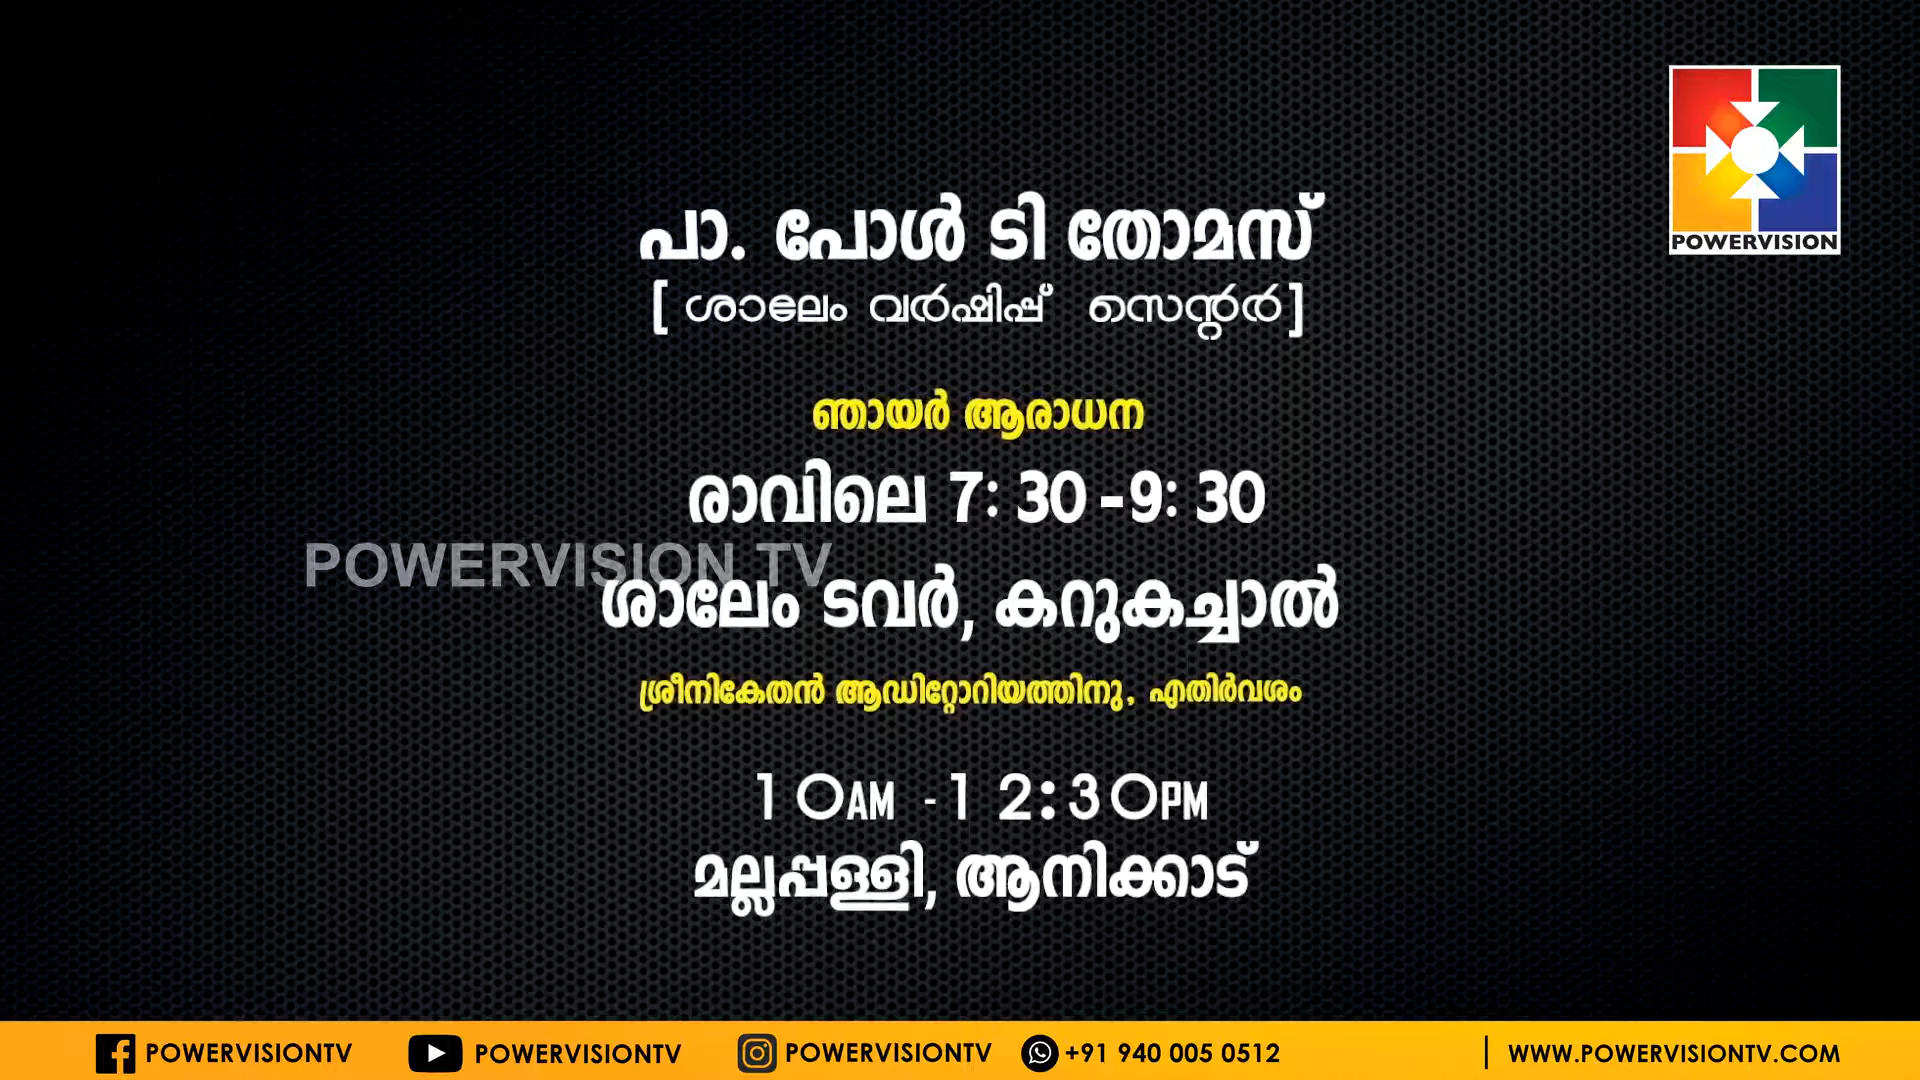 POWERVISION
പാ. പോൾ ടി തോമസ്
[ ശാലേം വർഷിപ്പ് സെന്റർ]
ഞായർ ആരാധന
രാവിലെ 7: 30 -9: 30
POWERVISION TV
ശാലേം ടവർ, കറുകച്ചാൽ
ശ്രീനികേതൻ ആഡിറ്റോറിയത്തിനു, എതിർവശം
10AM - 12:30PM
മല്ലപ്പള്ളി, ആനിക്കാട്
POWERVISIONTV POWERVISIONTV POWERVISIONTV +91 940 005 0512 | WWW.POWERVISIONTV.COM